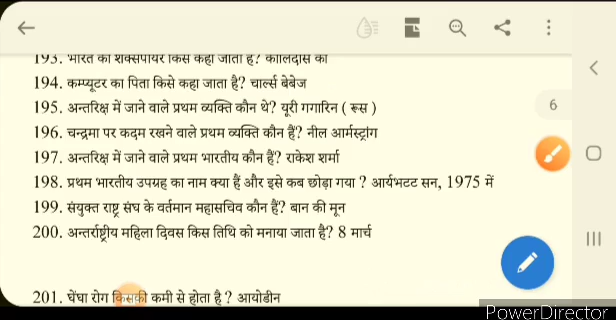 193. भारत का शेक्सपीयर किसे कहा जाता है? कालिदास को
194. कम्प्यूटर का पिता किसे कहा जाता है? चार्ल्स बेबेज
195. अन्तरिक्ष में जाने वाले प्रथम व्यक्ति कौन थे? यूरी गगारिन ( रूस )
196. चन्द्रमा पर कदम रखने वाले प्रथम व्यक्ति कौन हैं? नील आर्मस्ट्रांग
197. अन्तरिक्ष में जाने वाले प्रथम भारतीय कौन हैं? राकेश शर्मा
198. प्रथम भारतीय उपग्रह का नाम क्या हैं और इसे कब छोड़ा गया ? आर्यभटट सन, 1975 में
199. संयुक्त राष्ट्र संघ के वर्तमान महासचिव कौन हैं? बान की मून
200. अन्तर्राष्ट्रीय महिला दिवस किस तिथि को मनाया जाता है? 8 मार्च
201. घेंघा रोग किसकी कमी से होता है ? आयोडीन
6
PowerDirector